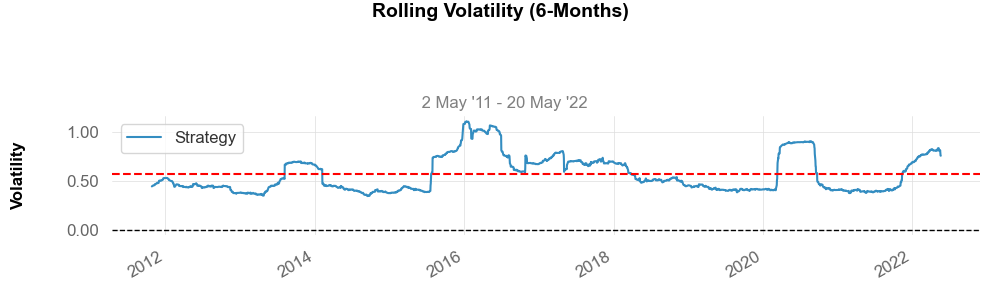 Rolling Volatility (6-Months)
2 May '11 - 20 May '22
Volatility
1.00
0.50
0.00
Strategy
2012
2014
2016
2018
2020
2022